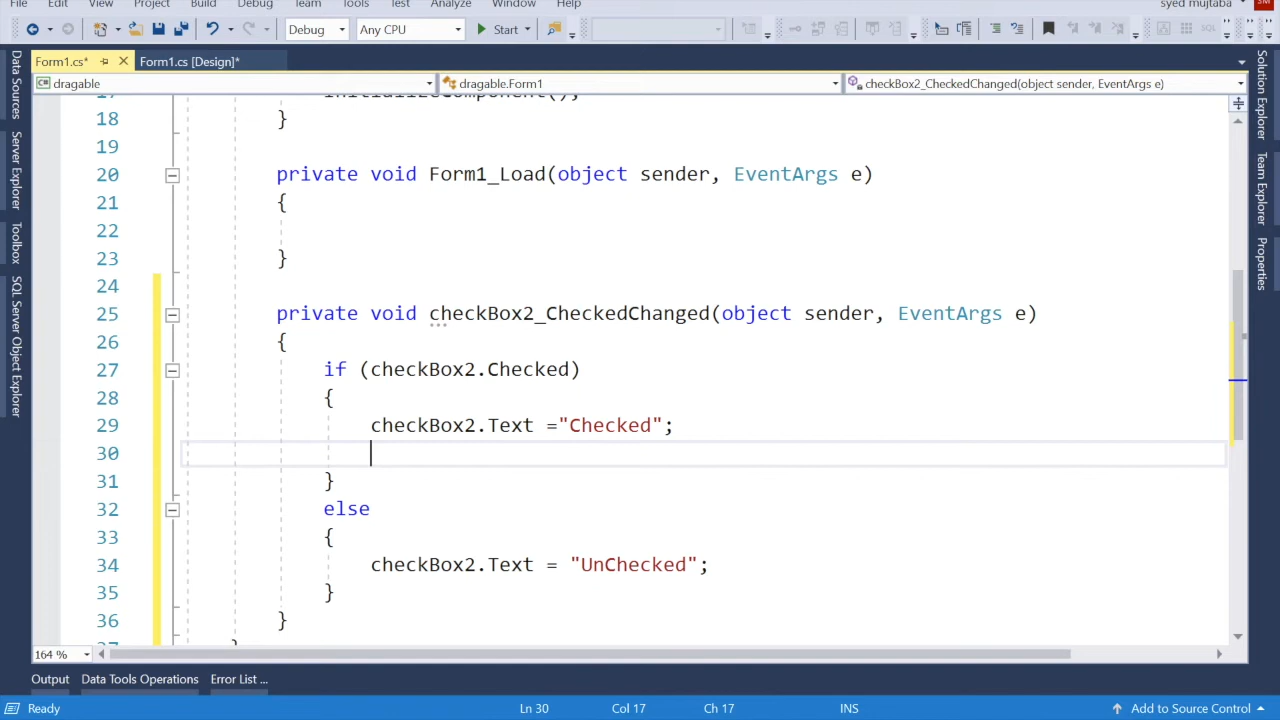 File Edit View Project Build Debug Team Tools Test Analyze Window Help syed mujtaba SM
Debug Any CPU Start
Form1.cs* Form1.cs [Design]*
dragable dragable.Form1 checkBox2_CheckedChanged(object sender, EventArgs e)
Data Sources
Server Explorer
Toolbox
SQL Server Object Explorer
17 InitializeComponent();
18 }
19
20 private void Form1_Load(object sender, EventArgs e)
21 {
22
23 }
24
25 private void checkBox2_CheckedChanged(object sender, EventArgs e)
26 {
27 if (checkBox2.Checked)
28 {
29 checkBox2.Text ="Checked";
30
31 }
32 else
33 {
34 checkBox2.Text = "UnChecked";
35 }
36 }
37 }
Solution Explorer
Team Explorer
Properties
164 %
Output Data Tools Operations Error List ...
Ready Ln 30 Col 17 Ch 17 INS Add to Source Control